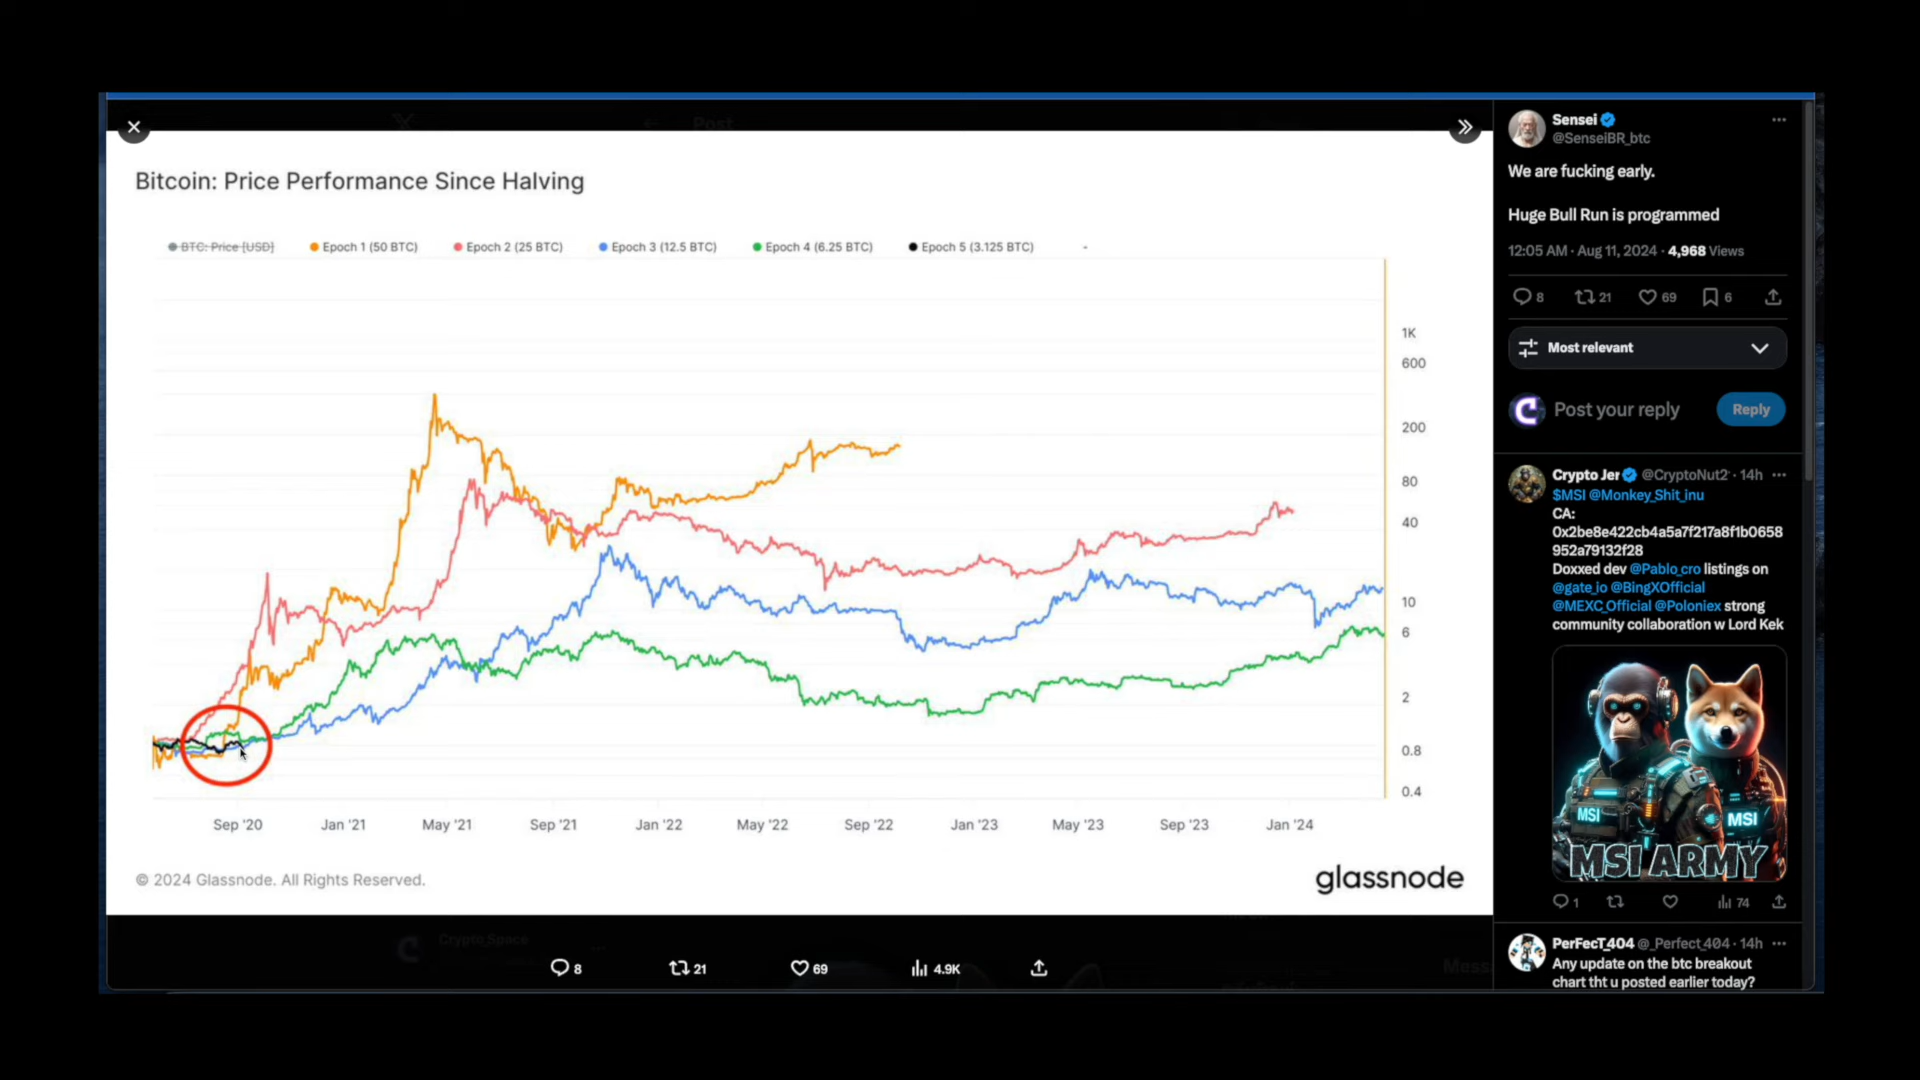 Bitcoin: Price Performance Since Halving
BTC: Price [USD]
Epoch 1 (50 BTC)
Epoch 2 (25 BTC)
Epoch 3 (12.5 BTC)
Epoch 4 (6.25 BTC)
Epoch 5 (3.125 BTC)
-
1K
600
200
80
40
10
6
2
0.8
0.4
Sep '20
Jan '21
May '21
Sep '21
Jan '22
May '22
Sep '22
Jan '23
May '23
Sep '23
Jan '24
© 2024 Glassnode. All Rights Reserved.
glassnode
Post
Crypto Space
8
21
69
4.9K
Sensei
@SenseiBR_btc
We are fucking early.
Huge Bull Run is programmed
12:05 AM · Aug 11, 2024 · 4,968 Views
8
21
69
6
Most relevant
Post your reply
Reply
Crypto Jer @CryptoNut2 · 14h
$MSI @Monkey_Shit_inu
CA:
0x2be8e422cb4a5a7f217a8f1b0658
952a79132f28
Doxxed dev @Pablo_cro listings on
@gate_io @BingXOfficial
@MEXC_Official @Poloniex strong
community collaboration w Lord Kek
MSI
MSI
MSI ARMY
1
74
PerFecT_404 @_Perfect_404 · 14h
Any update on the btc breakout
chart tht u posted earlier today?